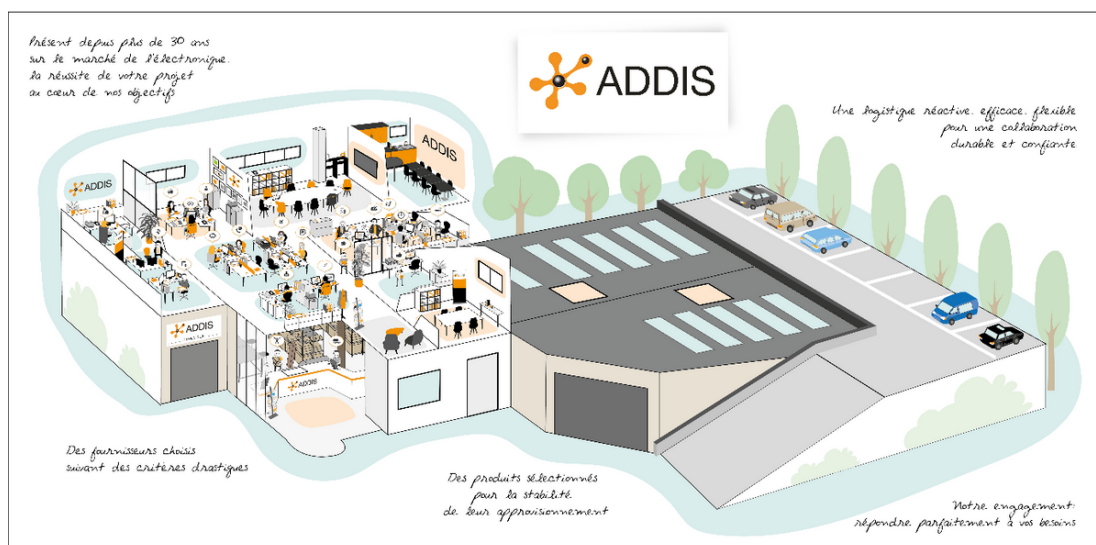 Présent depuis plus de 30 ans
sur le marché de l'électronique,
la réussite de votre projet
au cœur de nos objectifs
ADDIS
Une logistique réactive, efficace, flexible
pour une collaboration
durable et confiante
ADDIS
ADDIS
ADDIS
ADDIS
Des fournisseurs choisis
suivant des critères drastiques
Des produits sélectionnés
pour la stabilité
de leur approvisionnement
Notre engagement:
répondre parfaitement à vos besoins